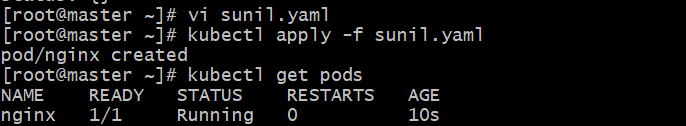 Status: {}
[root@master ~]# vi sunil.yaml
[root@master ~]# kubectl apply -f sunil.yaml
pod/nginx created
[root@master ~]# kubectl get pods
NAME    READY   STATUS    RESTARTS   AGE
nginx   1/1     Running   0          10s